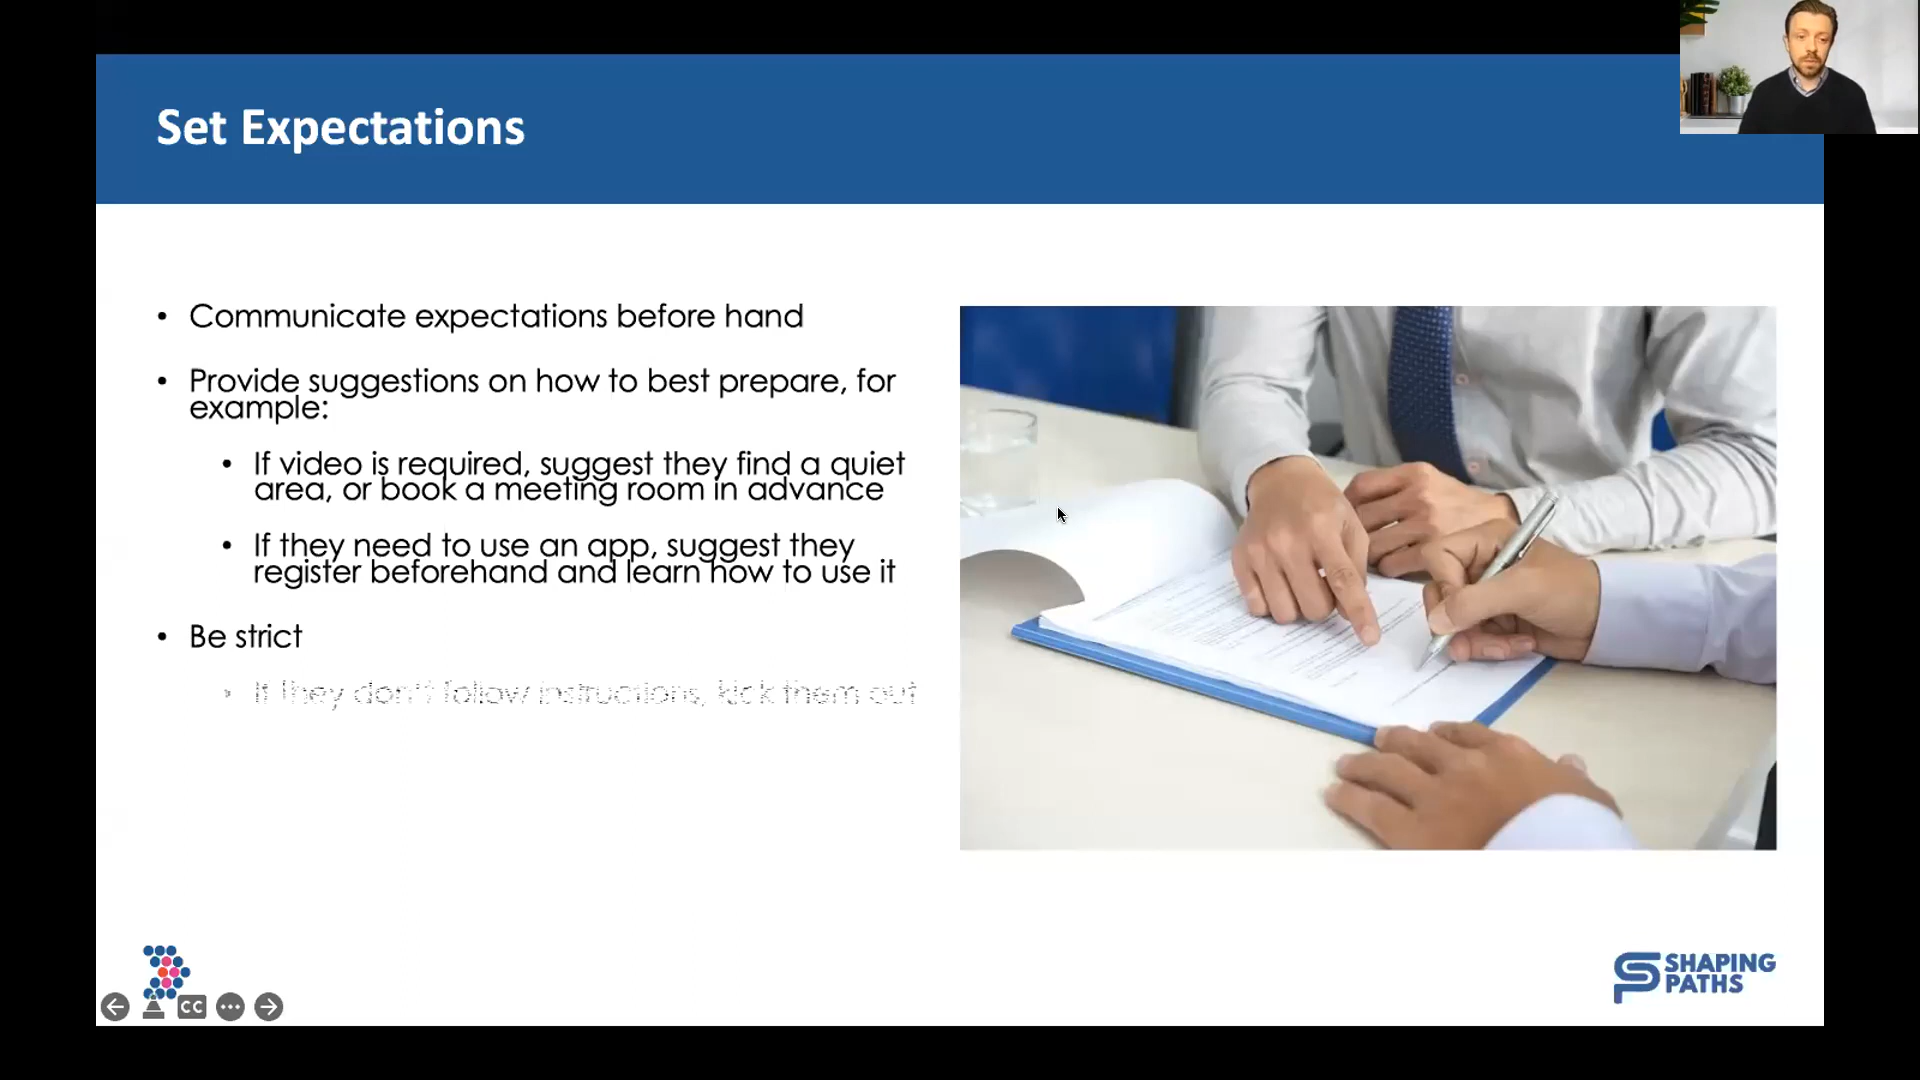 Set Expectations
• Communicate expectations before hand
• Provide suggestions on how to best prepare, for
example:
• If video is required, suggest they find a quiet
area, or book a meeting room in advance
• If they need to use an app, suggest they
register beforehand and learn how to use it
• Be strict
• If they don't follow instructions, kick them out
SHAPING
PATHS
CC